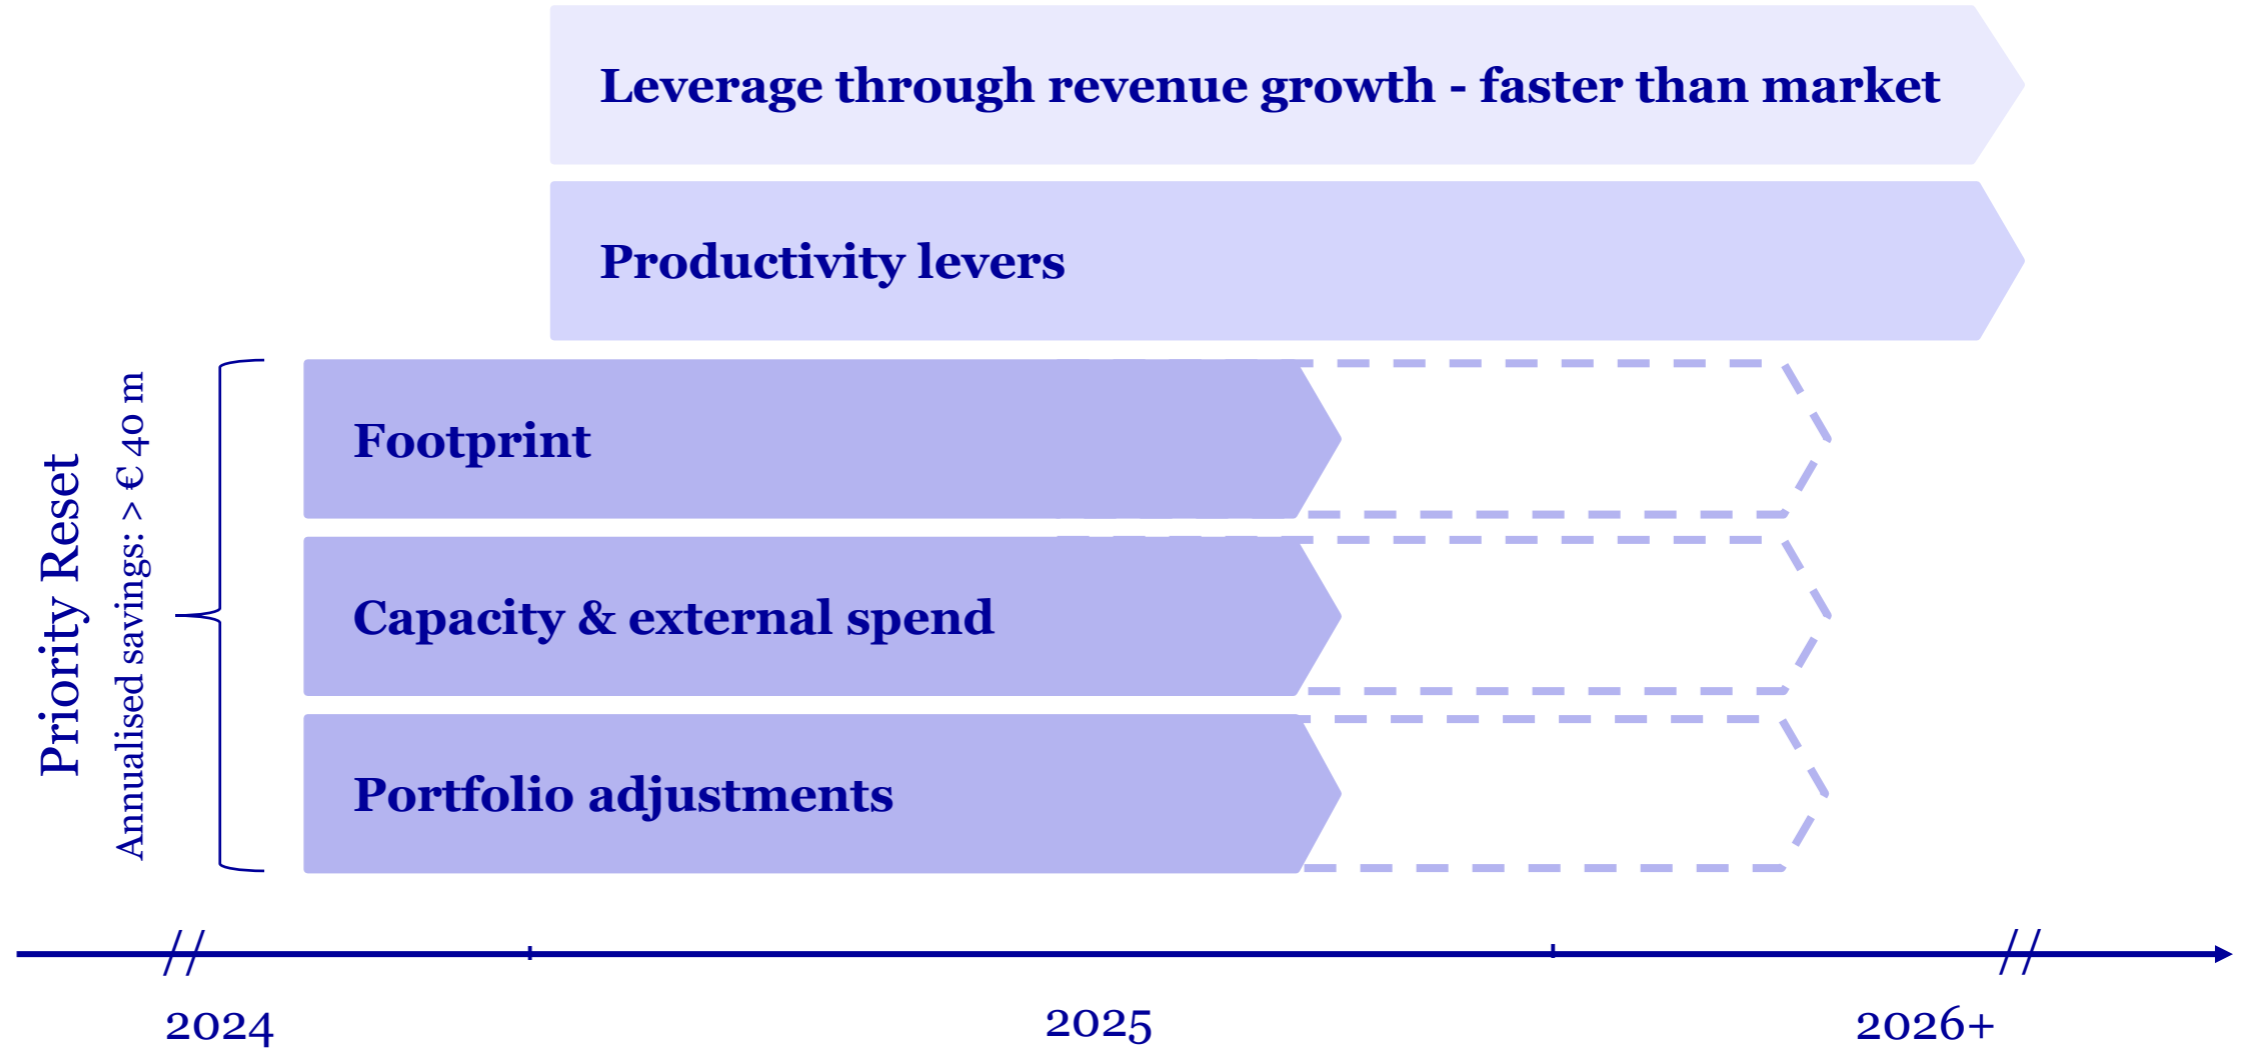 Leverage through revenue growth - faster than market
Productivity levers
Priority Reset
Annualised savings: > € 40 m
Footprint
Capacity & external spend
Portfolio adjustments
2024
2025
2026+